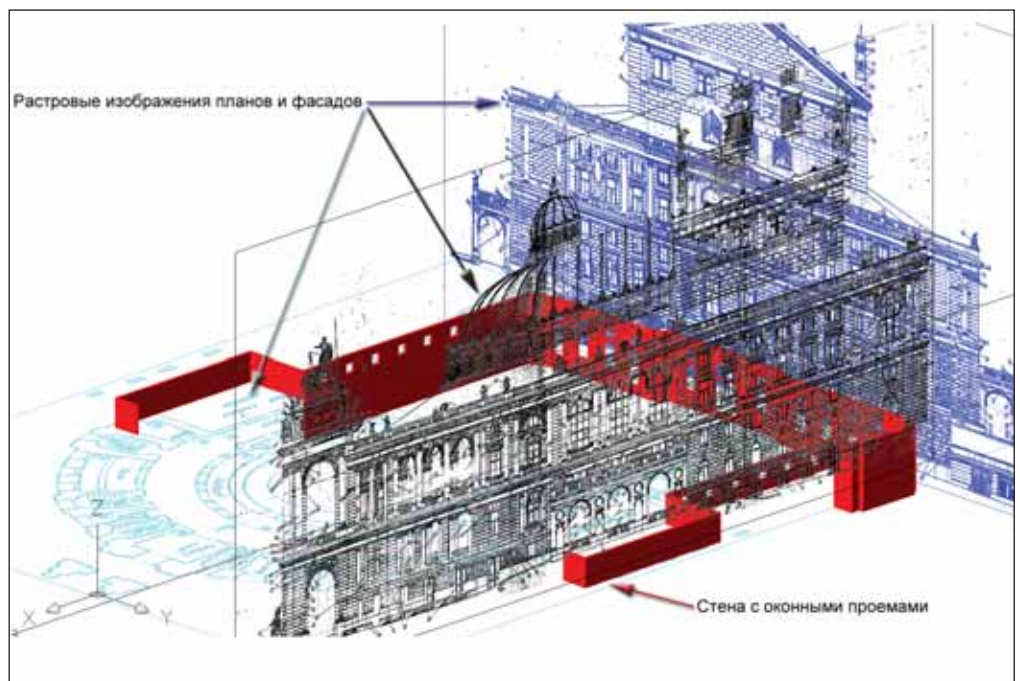 Растровые изображения планов и фасадов
Z
X
Y
Стена с оконными проемами